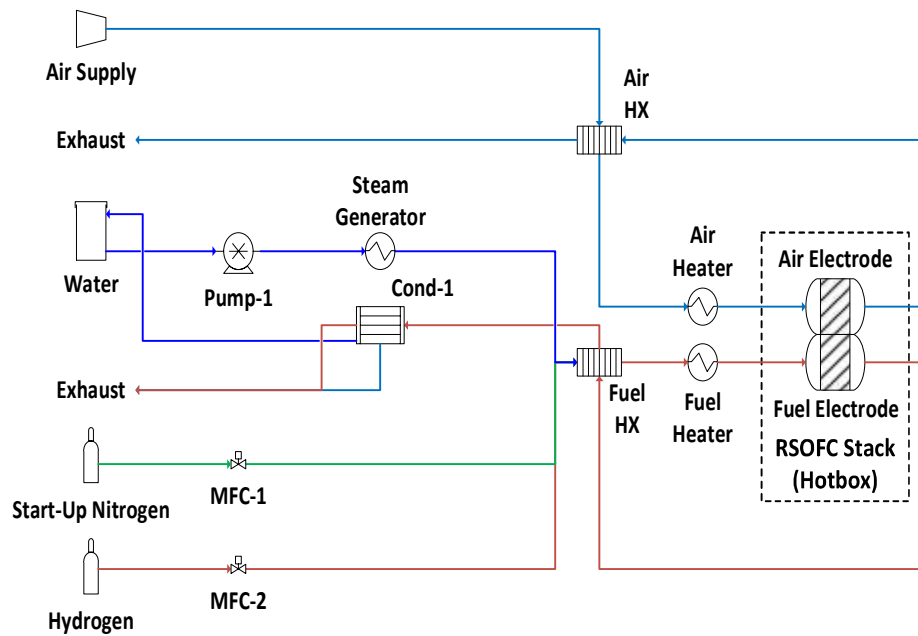 Air Supply
Air
HX
Exhaust
Steam
Generator
Water
Pump-1
Cond-1
Air
Heater
Air Electrode
Exhaust
Fuel
HX
Fuel
Heater
Fuel Electrode
RSOFC Stack
(Hotbox)
Start-Up Nitrogen
MFC-1
Hydrogen
MFC-2